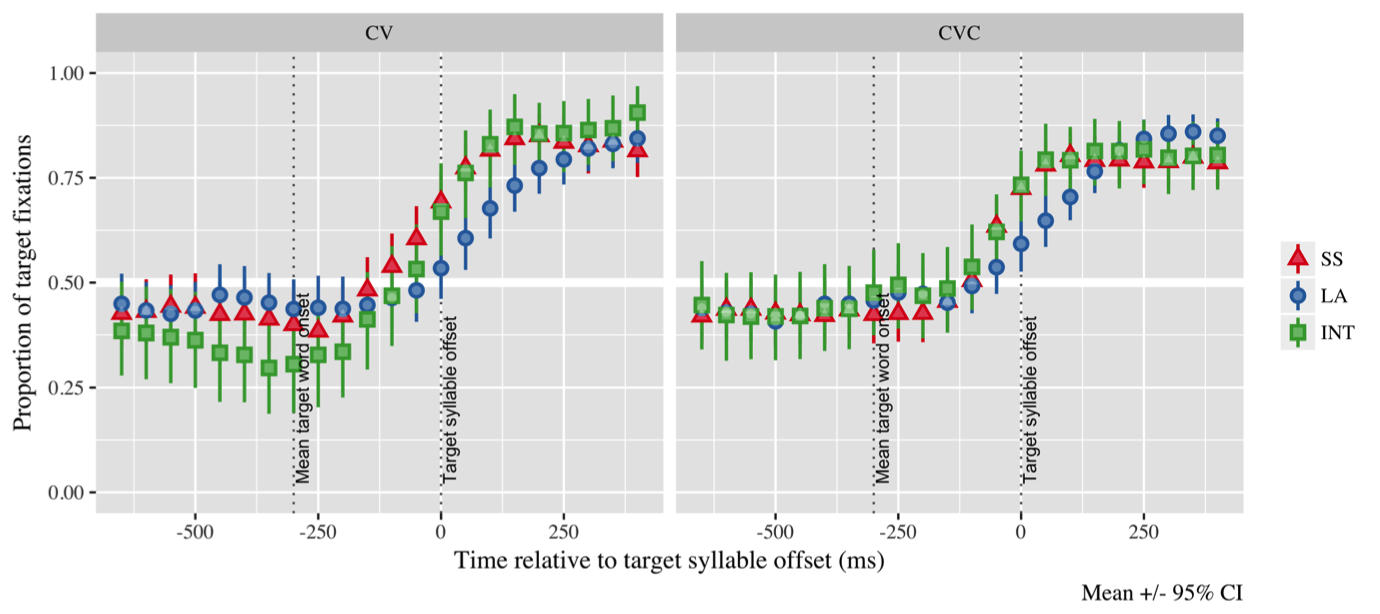 CV
CVC
Proportion of target fixations
1.00
0.75
0.50
0.25
0.00
Mean target word onset
Target syllable offset
Mean target word onset
Target syllable offset
-500
-250
0
250
-500
-250
0
250
Time relative to target syllable offset (ms)
SS
LA
INT
Mean +/- 95% CI